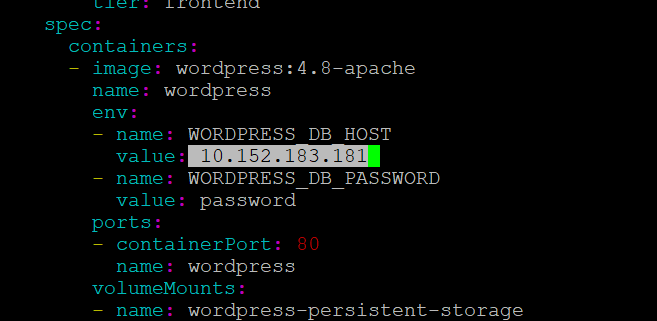 tier: frontend
spec:
containers:
- image: wordpress:4.8-apache
name: wordpress
env:
- name: WORDPRESS_DB_HOST
value: 10.152.183.181
- name: WORDPRESS_DB_PASSWORD
value: password
ports:
- containerPort: 80
name: wordpress
volumeMounts:
- name: wordpress-persistent-storage